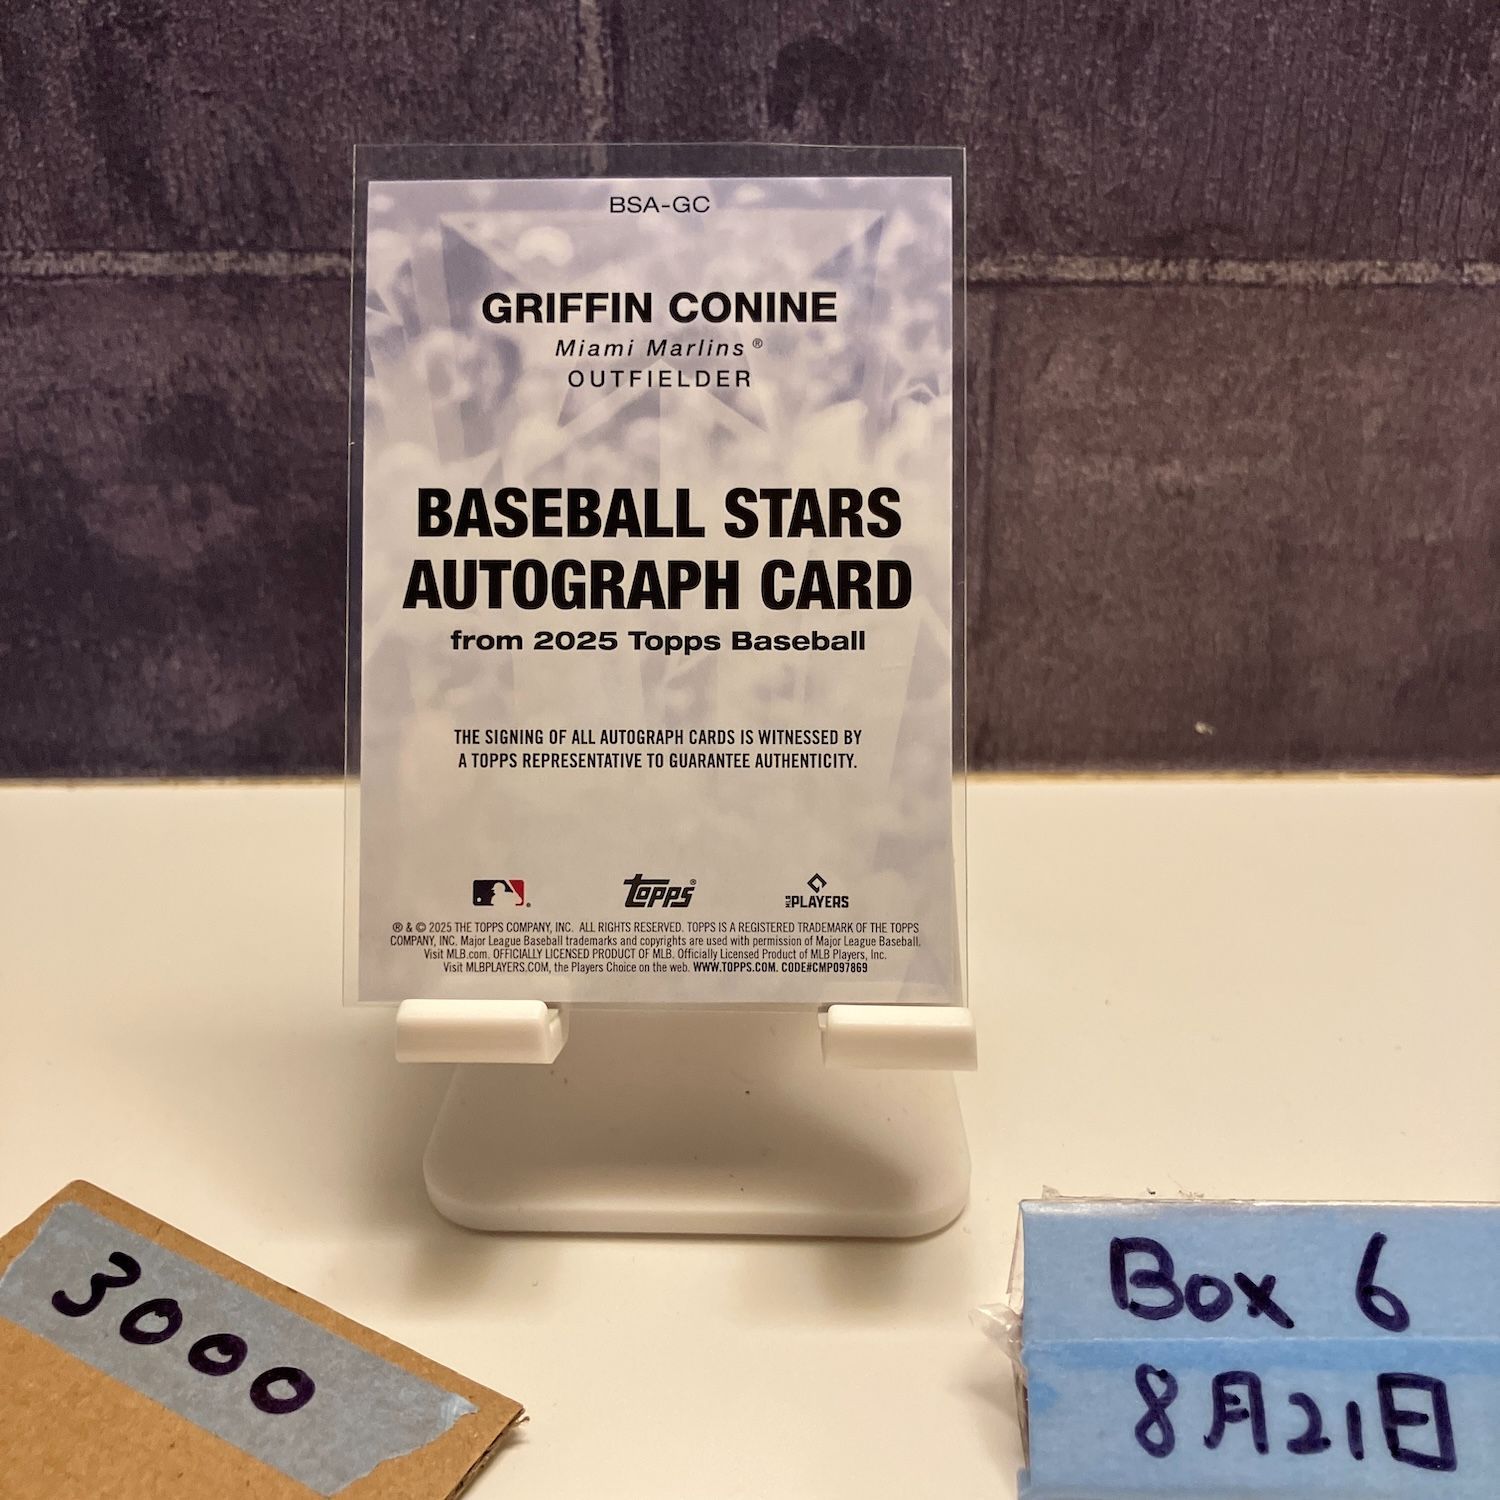 BSA-GC
GRIFFIN CONINE
Miami Marlins®
OUTFIELDER
BASEBALL STARS
AUTOGRAPH CARD
from 2025 Topps Baseball
THE SIGNING OF ALL AUTOGRAPH CARDS IS WITNESSED BY
A TOPPS REPRESENTATIVE TO GUARANTEE AUTHENTICITY.
Topps®
MLB PLAYERS
® & © 2025 THE TOPPS COMPANY, INC. ALL RIGHTS RESERVED. TOPPS IS A REGISTERED TRADEMARK OF THE TOPPS
COMPANY, INC. Major League Baseball trademarks and copyrights are used with permission of Major League Baseball.
Visit MLB.com. OFFICIALLY LICENSED PRODUCT OF MLB. Officially Licensed Product of MLB Players, Inc.
Visit MLBPLAYERS.COM, the Players Choice on the web. WWW.TOPPS.COM. CODE#CMP097869
3000
Box 6
8月21日